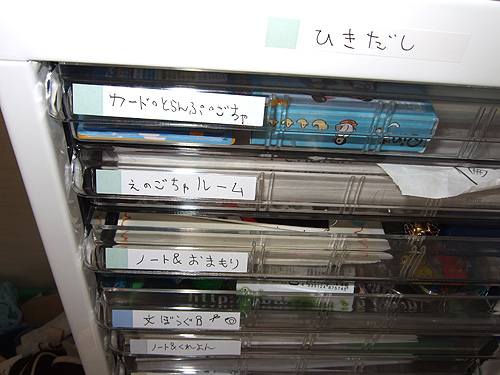 ひきだし
カード・とらんぷ・のごちゃ
えのごちゃルーム
ノート&おまもり
文ぼうぐB
ノート&くれよん